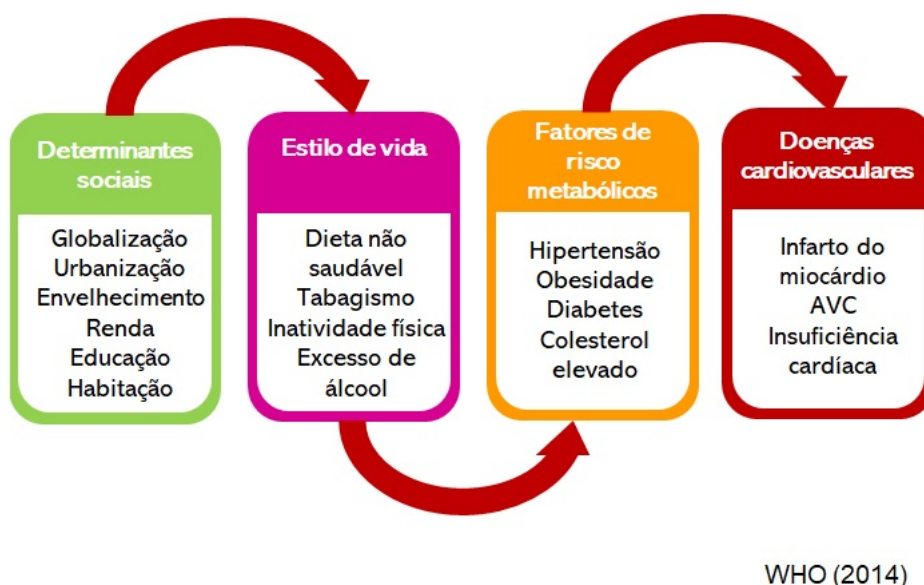 Determinantes
sociais
Globalização
Urbanização
Envelhecimento
Renda
Educação
Habitação
Estilo de vida
Dieta não
saudável
Tabagismo
Inatividade física
Excesso de
álcool
Fatores de
risco
metabólicos
Hipertensão
Obesidade
Diabetes
Colesterol
elevado
Doenças
cardiovasculares
Infarto do
miocárdio
AVC
Insuficiência
cardíaca
WHO (2014)